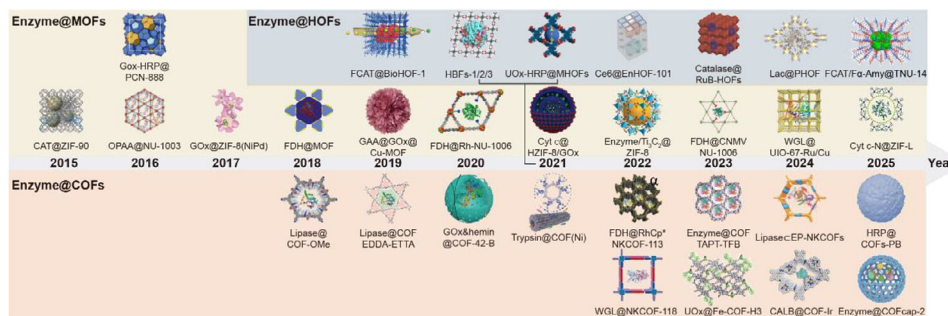 Enzyme@MOFs
Enzyme@HOFs
Gox-HRP@
PCN-888
FCAT@BioHOF-1
HBFs-1/2/3
UOx-HRP@MHOFs
Ce6@EnHOF-101
Catalase@
RuB-HOFs
Lac@PHOF
FCAT/Fα-Amy@TNU-14
CAT@ZIF-90
OPAA@NU-1003
GOx@ZIF-8(NiPd)
FDH@MOF
GAA@GOx@
Cu-MOF
FDH@Rh-NU-1006
Cyt c@
HZIF-8/GOx
Enzyme/Ti₃C₂@
ZIF-8
FDH@CNMV
NU-1006
WGL@
UIO-67-Ru/Cu
Cyt c-N@ZIF-L
2015
2016
2017
2018
2019
2020
2021
2022
2023
2024
2025
Year
Enzyme@COFs
Lipase@
COF-OMe
Lipase@COF
EDDA-ETTA
GOx&hemin
@COF-42-B
Trypsin@COF(Ni)
α
FDH@RhCp*
NKCOF-113
Enzyme@COF
TAPT-TFB
Lipase⊂EP-NKCOFs
HRP@
COFs-PB
WGL@NKCOF-118
UOx@Fe-COF-H3
CALB@COF-Ir
Enzyme@COFcap-2